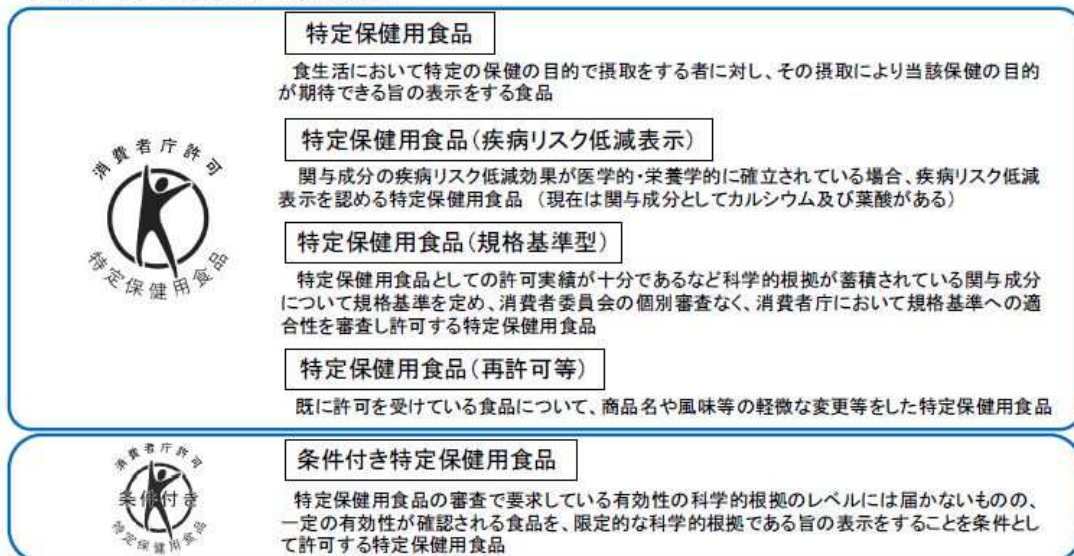 特定保健用食品
食生活において特定の保健の目的で摂取をする者に対し、その摂取により当該保健の目的
が期待できる旨の表示をする食品
特定保健用食品（疾病リスク低減表示）
関与成分の疾病リスク低減効果が医学的・栄養学的に確立されている場合、疾病リスク低減
表示を認める特定保健用食品　（現在は関与成分としてカルシウム及び葉酸がある）
消費者庁許可
特定保健用食品
特定保健用食品（規格基準型）
特定保健用食品としての許可実績が十分であるなど科学的根拠が蓄積されている関与成分
について規格基準を定め、消費者委員会の個別審査なく、消費者庁において規格基準への適
合性を審査し許可する特定保健用食品
特定保健用食品（再許可等）
既に許可を受けている食品について、商品名や風味等の軽微な変更等をした特定保健用食品
消費者庁許可
条件付き
特定保健用食品
条件付き特定保健用食品
特定保健用食品の審査で要求している有効性の科学的根拠のレベルには届かないものの、
一定の有効性が確認される食品を、限定的な科学的根拠である旨の表示をすることを条件とし
て許可する特定保健用食品